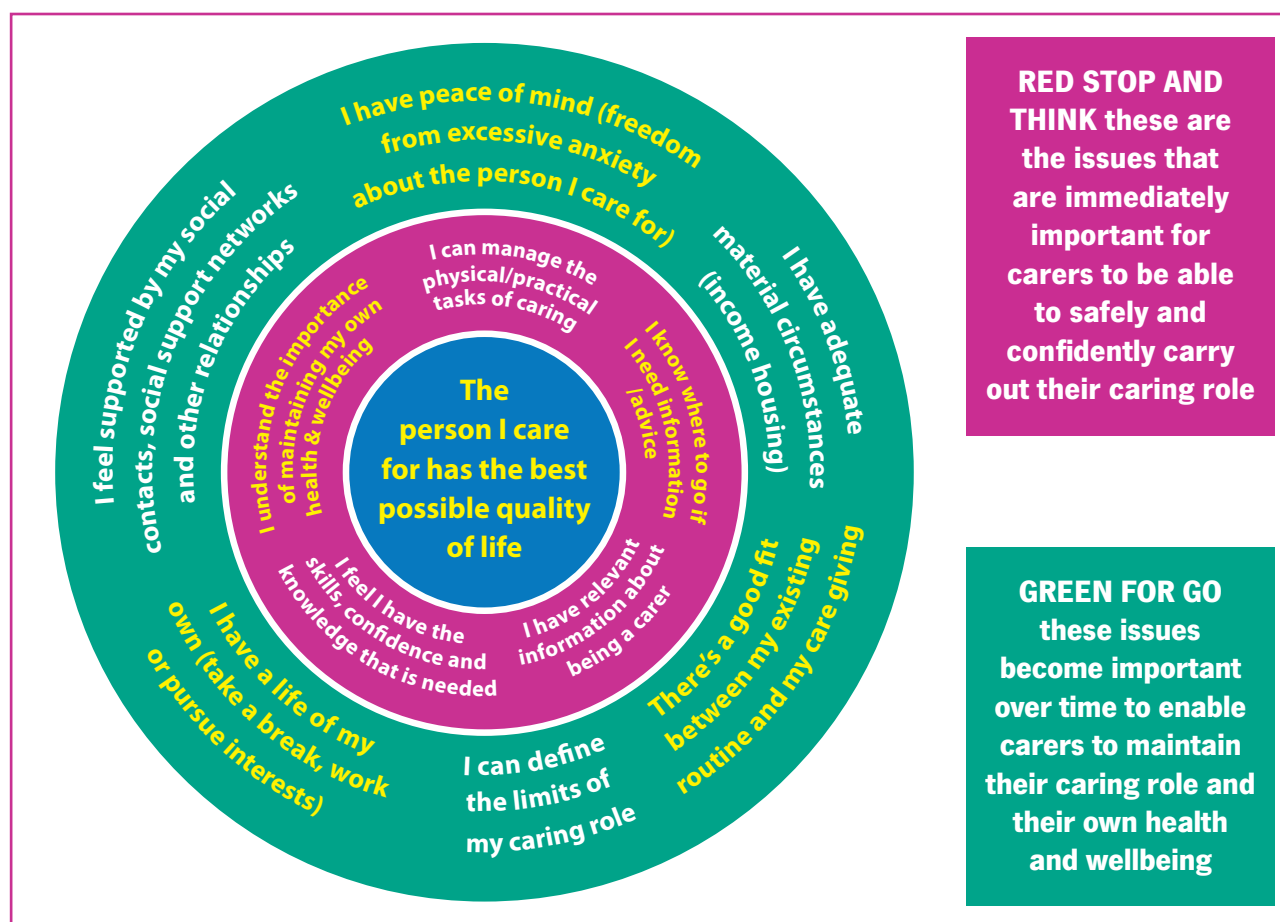 I have peace of mind (freedom
from excessive anxiety
about the person I care for)
I have adequate
material circumstances
(income housing)
There's a good fit
between my existing
routine and my care giving
I can define
the limits of
my caring role
I have a life of my
own (take a break, work
or pursue interests)
I feel supported by my social
contacts, social support networks
and other relationships
I can manage the
physical/practical
tasks of caring
I know where to go if
I need information
/advice
I have relevant
information about
being a carer
I feel I have the
skills, confidence and
knowledge that is needed
I understand the importance
of maintaining my own
health & wellbeing
The
person I care
for has the best
possible quality
of life
RED STOP AND
THINK these are
the issues that
are immediately
important for
carers to be able
to safely and
confidently carry
out their caring role
GREEN FOR GO
these issues
become important
over time to enable
carers to maintain
their caring role and
their own health
and wellbeing